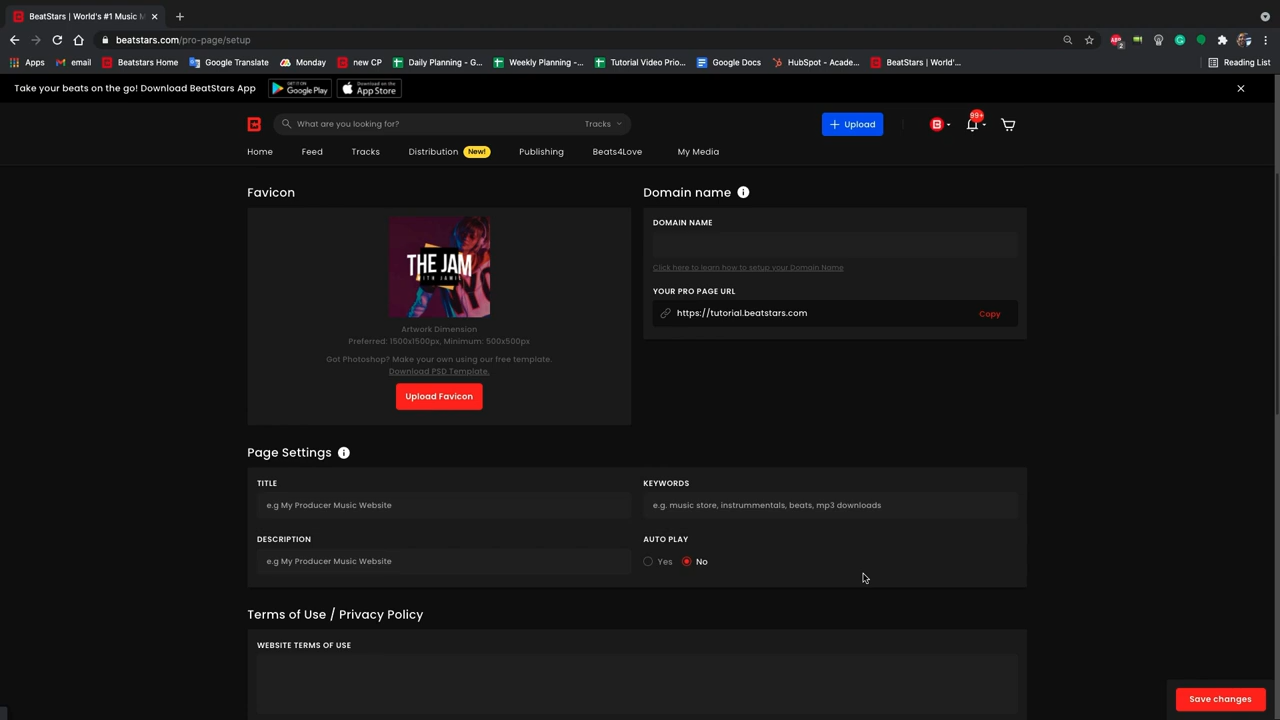 BeatStars | World's #1 Music M
beatstars.com/pro-page/setup
2
Apps email Beatstars Home Google Translate Monday new CP Daily Planning - G... Weekly Planning -... Tutorial Video Prio... Google Docs HubSpot - Acade... BeatStars | World'... Reading List
Take your beats on the go! Download BeatStars App GET IT ON Google Play Download on the App Store
What are you looking for? Tracks + Upload 99+
Home Feed Tracks Distribution New! Publishing Beats4Love My Media
Favicon Domain name
DOMAIN NAME
THE JAM
Click here to learn how to setup your Domain Name
YOUR PRO PAGE URL
https://tutorial.beatstars.com Copy
Artwork Dimension
Preferred: 1500x1500px, Minimum: 500x500px
Got Photoshop? Make your own using our free template.
Download PSD Template.
Upload Favicon
Page Settings
TITLE KEYWORDS
e.g My Producer Music Website e.g. music store, instrummentals, beats, mp3 downloads
DESCRIPTION AUTO PLAY
e.g My Producer Music Website Yes No
Terms of Use / Privacy Policy
WEBSITE TERMS OF USE
Save changes